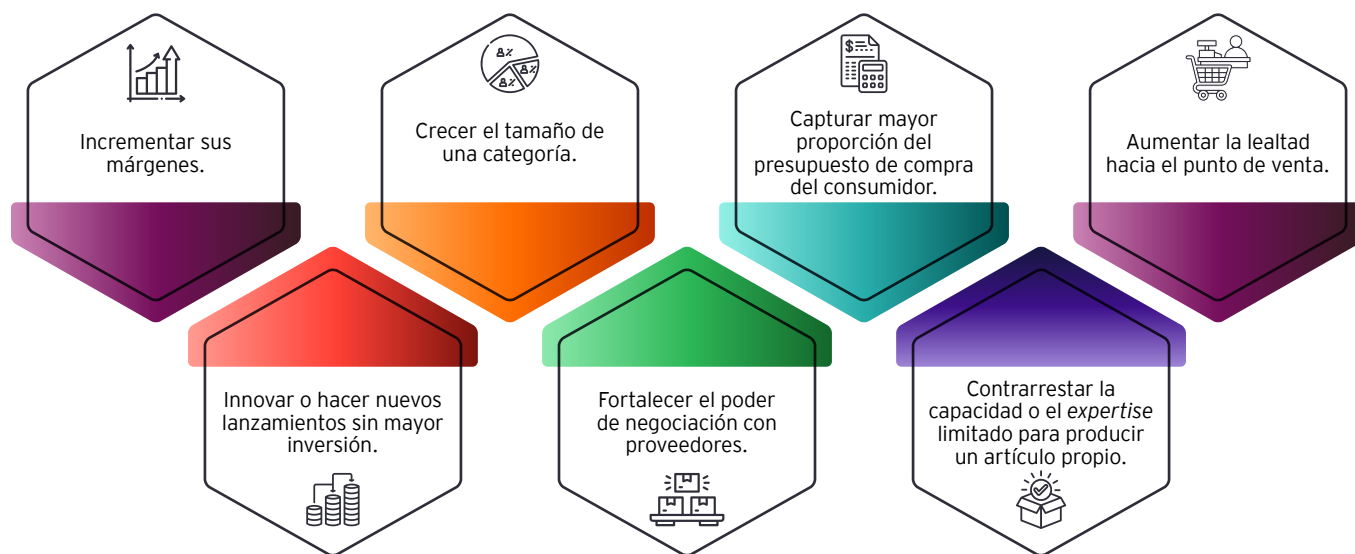 Incrementar sus
márgenes.
Innovar o hacer nuevos
lanzamientos sin mayor
inversión.
Crecer el tamaño de
una categoría.
Fortalecer el poder
de negociación con
proveedores.
Capturar mayor
proporción del
presupuesto de compra
del consumidor.
Contrarrestar la
capacidad o el expertise
limitado para producir
un artículo propio.
Aumentar la lealtad
hacia el punto de venta.